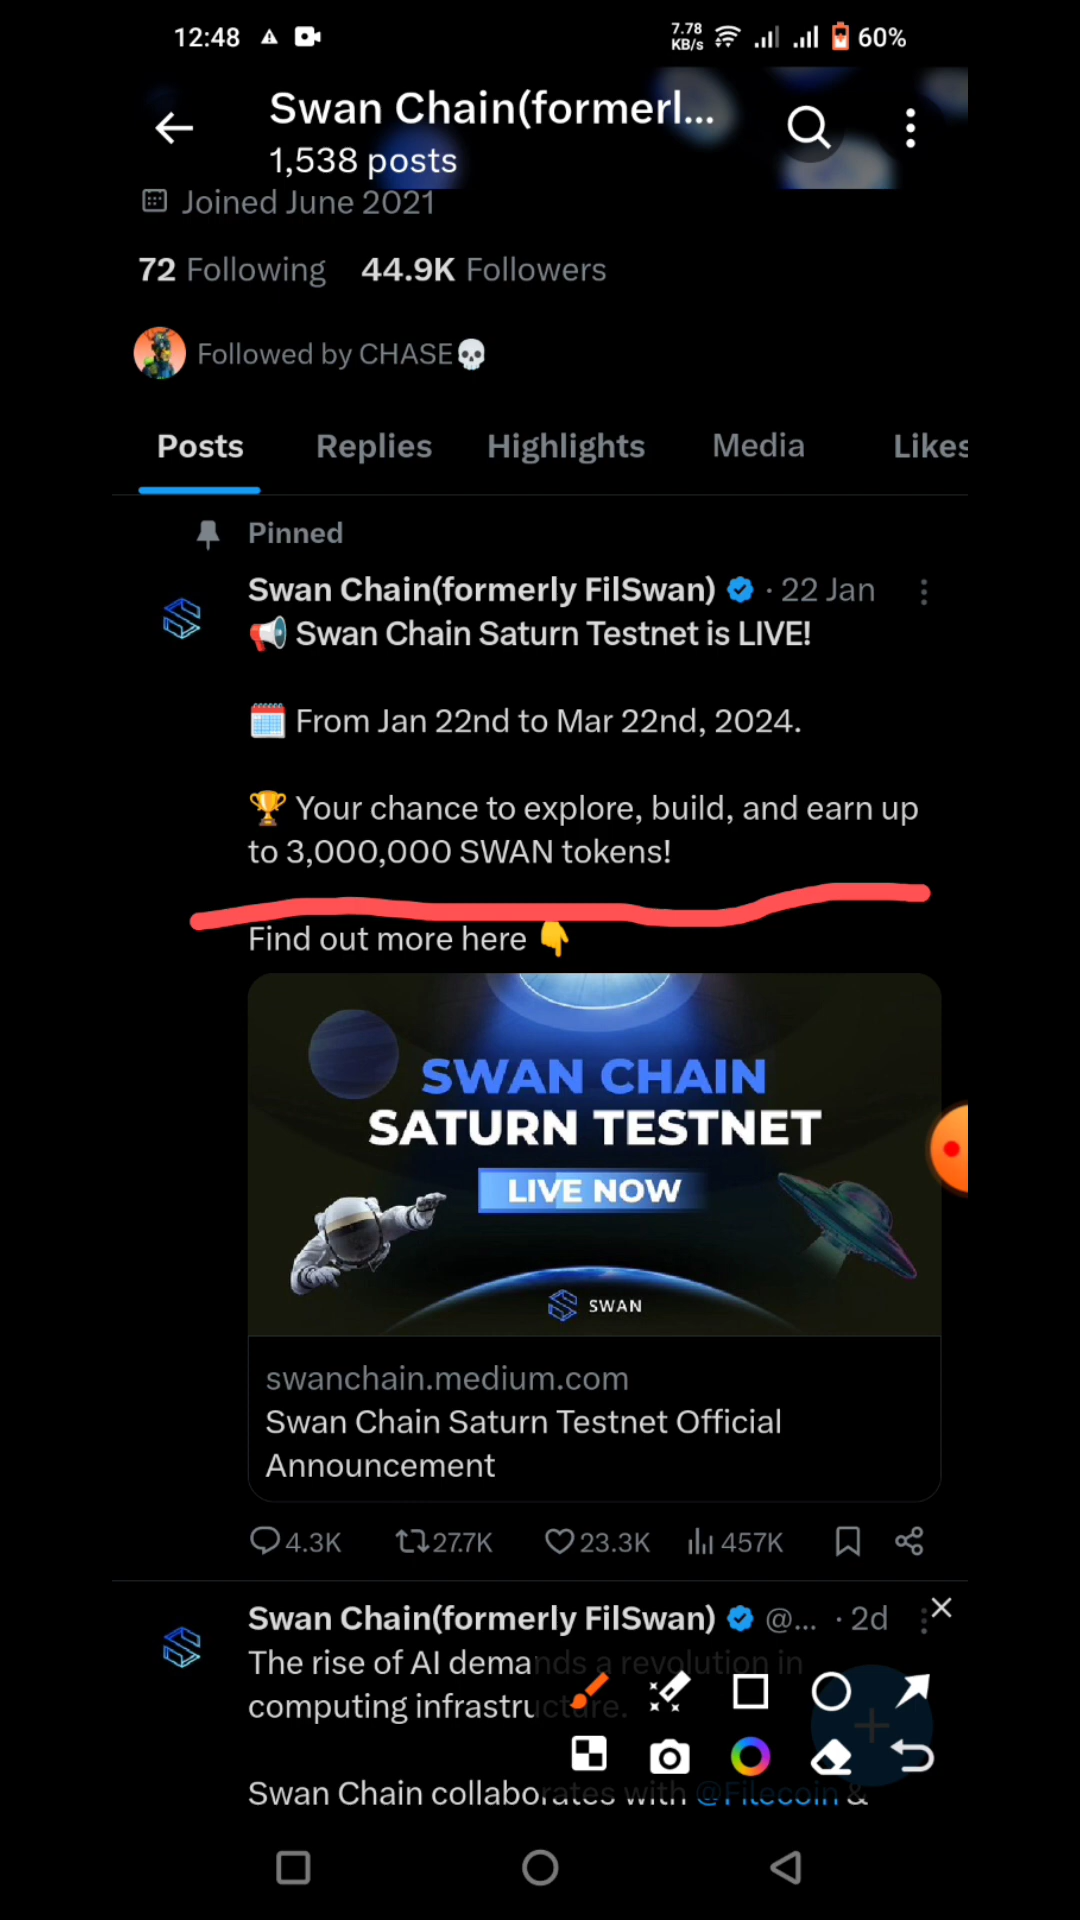 12:48 7.78 KB/s 60%
Swan Chain(formerl...
1,538 posts
Joined June 2021
72 Following 44.9K Followers
Followed by CHASE💀
Posts Replies Highlights Media Likes
Pinned
Swan Chain(formerly FilSwan) · 22 Jan
📢 Swan Chain Saturn Testnet is LIVE!
🗓️ From Jan 22nd to Mar 22nd, 2024.
🏆 Your chance to explore, build, and earn up
to 3,000,000 SWAN tokens!
Find out more here 👇
SWAN CHAIN
SATURN TESTNET
LIVE NOW
SWAN
swanchain.medium.com
Swan Chain Saturn Testnet Official
Announcement
4.3K 27.7K 23.3K 457K
Swan Chain(formerly FilSwan) @... · 2d
The rise of AI demands a revolution in
computing infrastructure.
Swan Chain collaborates with @Filecoin &